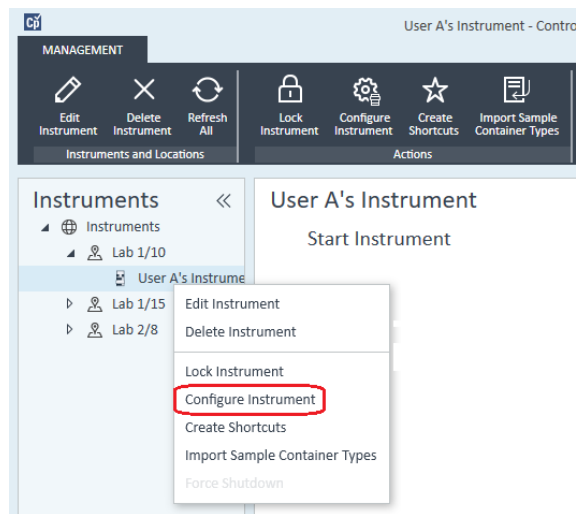 Cp
User A's Instrument - Contro
MANAGEMENT
Edit Instrument
Delete Instrument
Refresh All
Instruments and Locations
Lock Instrument
Configure Instrument
Create Shortcuts
Import Sample Container Types
Actions
Instruments
Instruments
Lab 1/10
User A's Instrume
Lab 1/15
Lab 2/8
User A's Instrument
Start Instrument
Edit Instrument
Delete Instrument
Lock Instrument
Configure Instrument
Create Shortcuts
Import Sample Container Types
Force Shutdown